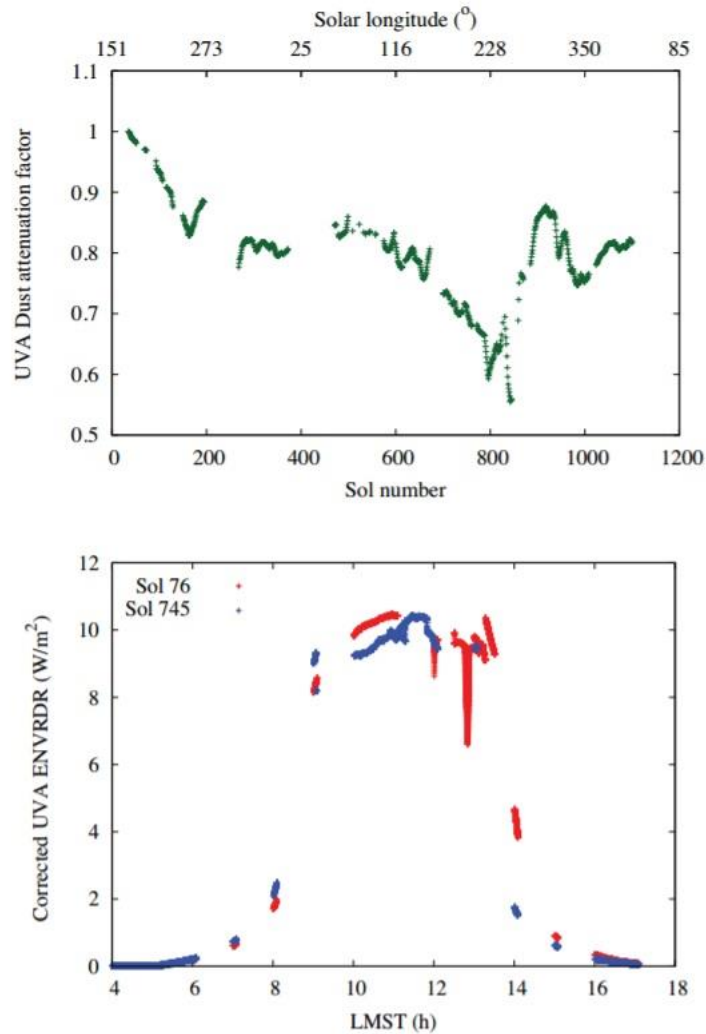 Solar longitude (°)
151 273 25 116 228 350 85
1.1
1
0.9
0.8
0.7
0.6
0.5
UVA Dust attenuation factor
0 200 400 600 800 1000 1200
Sol number
12
10
8
6
4
2
0
Corrected UVA ENVRDR (W/m²)
Sol 76
Sol 745
4 6 8 10 12 14 16 18
LMST (h)